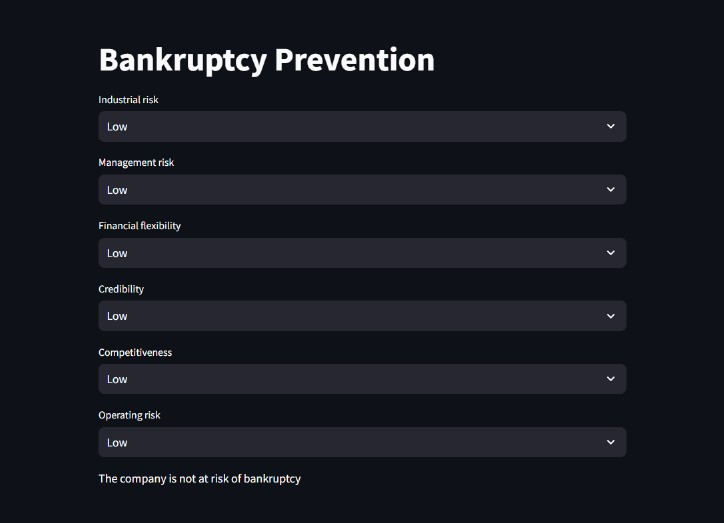 Bankruptcy Prevention
Industrial risk
Low
Management risk
Low
Financial flexibility
Low
Credibility
Low
Competitiveness
Low
Operating risk
Low
The company is not at risk of bankruptcy